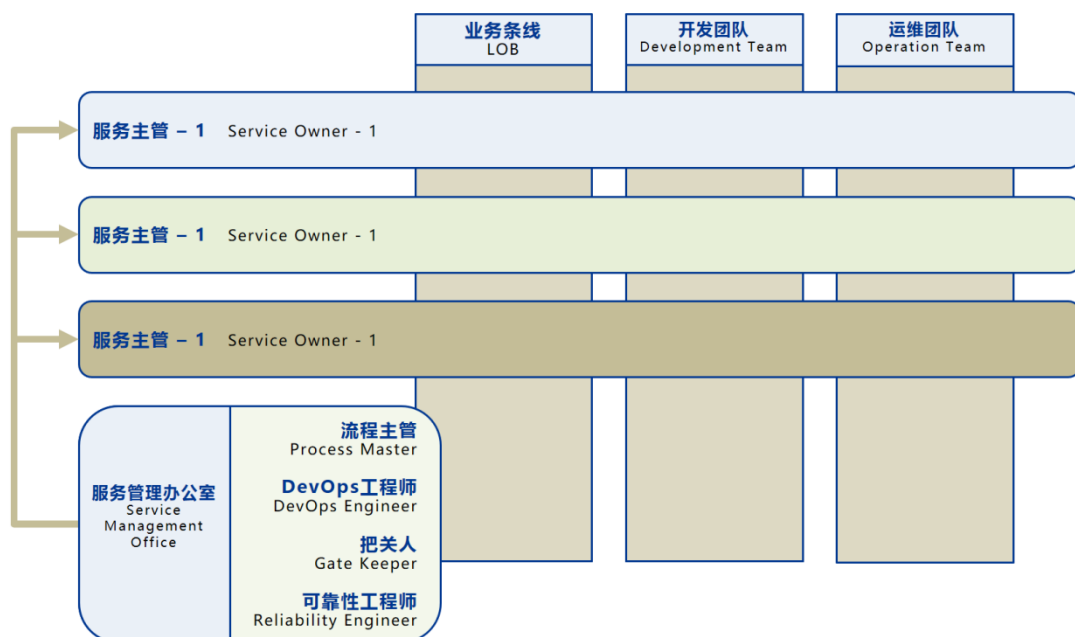 业务条线
LOB
开发团队
Development Team
运维团队
Operation Team
服务主管 – 1 Service Owner - 1
服务主管 – 1 Service Owner - 1
服务主管 – 1 Service Owner - 1
服务管理办公室
Service
Management
Office
流程主管
Process Master
DevOps工程师
DevOps Engineer
把关人
Gate Keeper
可靠性工程师
Reliability Engineer